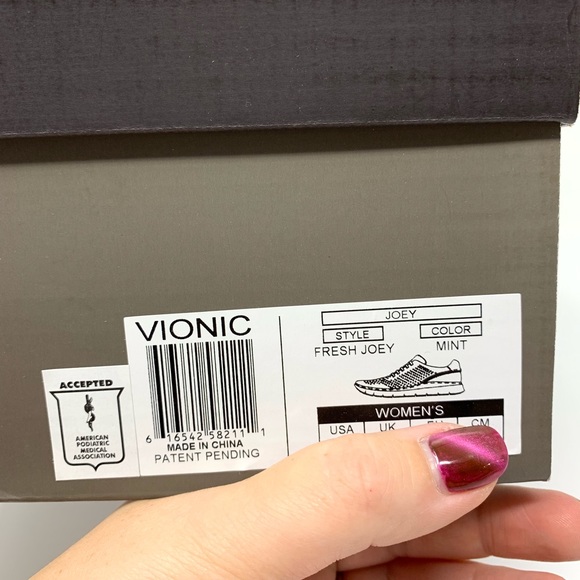 ACCEPTED
AMERICAN
PODIATRIC
MEDICAL
ASSOCIATION
VIONIC
6 16542 58211 1
MADE IN CHINA
PATENT PENDING
JOEY
STYLE COLOR
FRESH JOEY MINT
WOMEN'S
USA UK EU CM